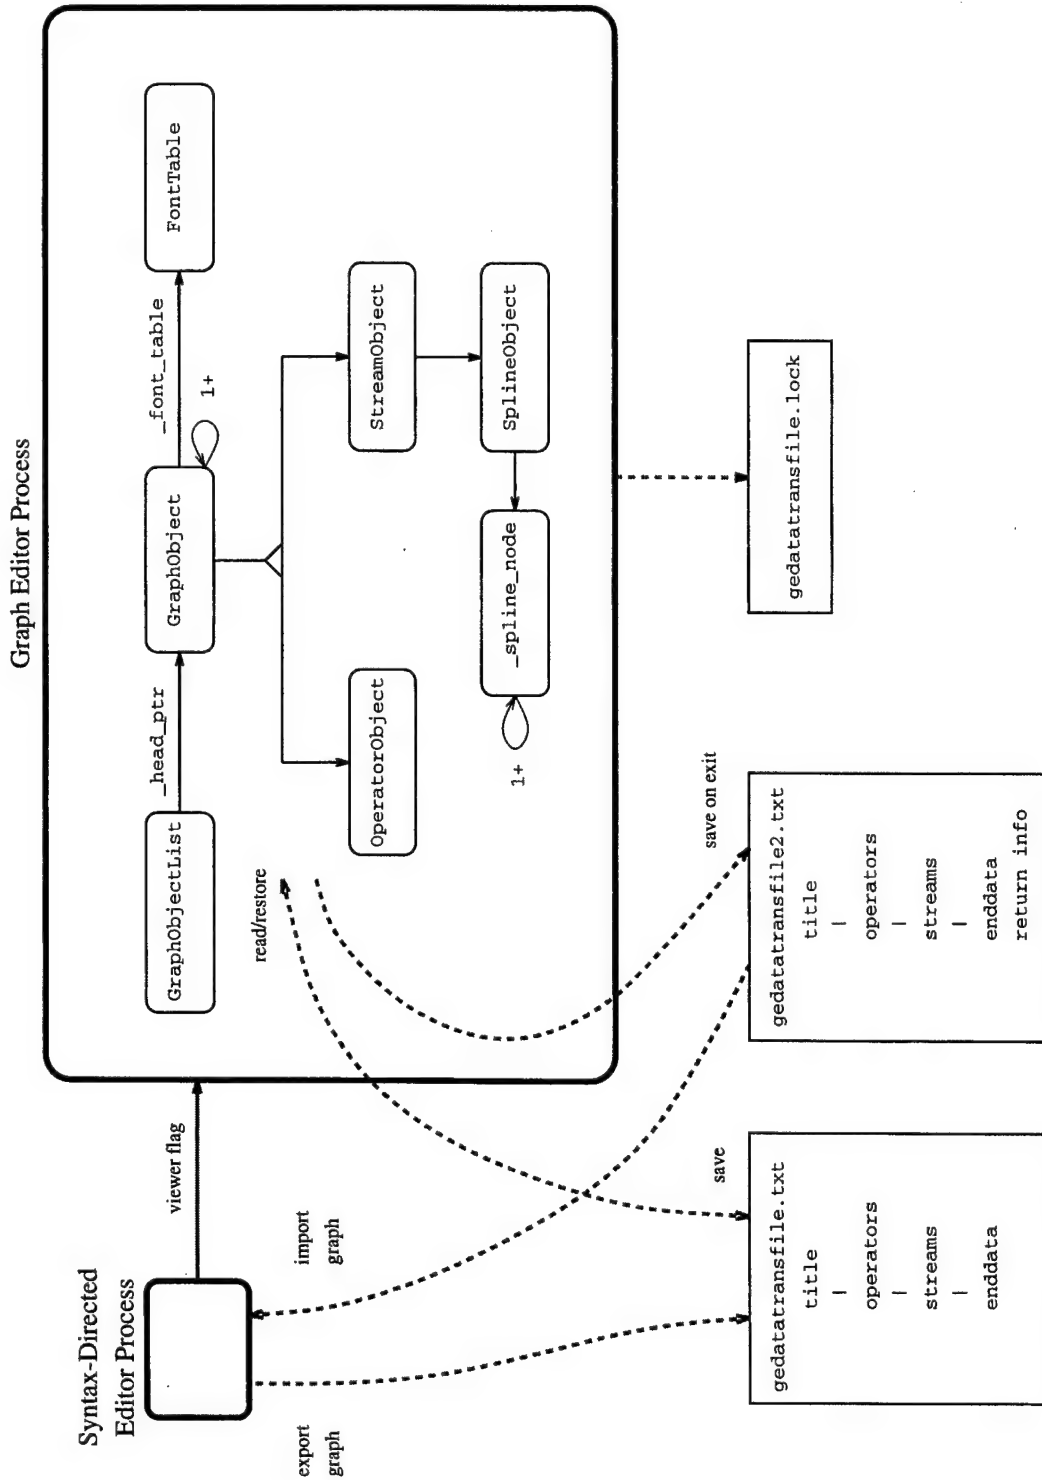 Graph Editor Process
Syntax-Directed
Editor Process
viewer flag
GraphObjectList
_head_ptr
GraphObject
_font_table
FontTable
1+
read/restore
OperatorObject
StreamObject
SplineObject
_spline_node
1+
export
graph
import
graph
save
save on exit
gedatatransfile.txt
title
|
operators
|
streams
|
enddata
gedatatransfile2.txt
title
|
operators
|
streams
|
enddata
return info
gedatatransfile.lock